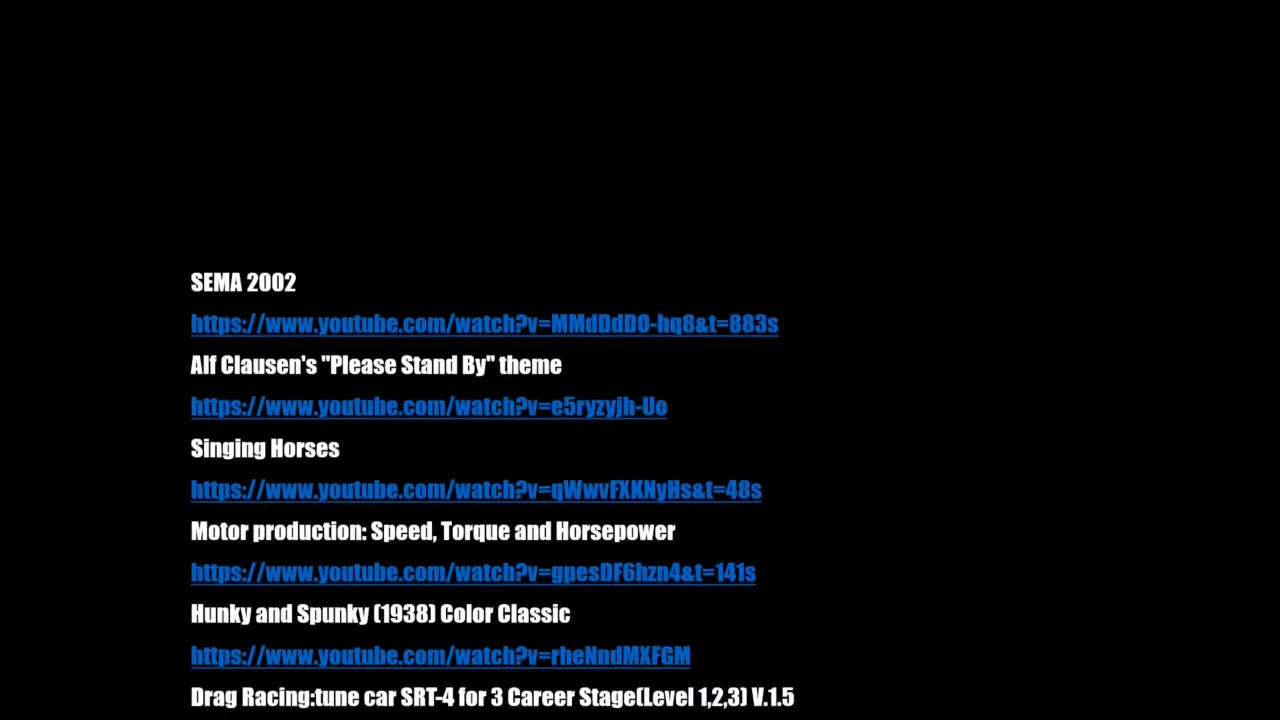 SEMA 2002
https://www.youtube.com/watch?v=MMdDdDO-hq8&t=883s
Alf Clausen's "Please Stand By" theme
https://www.youtube.com/watch?v=e5ryzyjh-Uo
Singing Horses
https://www.youtube.com/watch?v=qWwvFXKNyHs&t=48s
Motor production: Speed, Torque and Horsepower
https://www.youtube.com/watch?v=gpesDF6hzn4&t=141s
Hunky and Spunky (1938) Color Classic
https://www.youtube.com/watch?v=rheNndMXFGM
Drag Racing:tune car SRT-4 for 3 Career Stage(Level 1,2,3) V.1.5